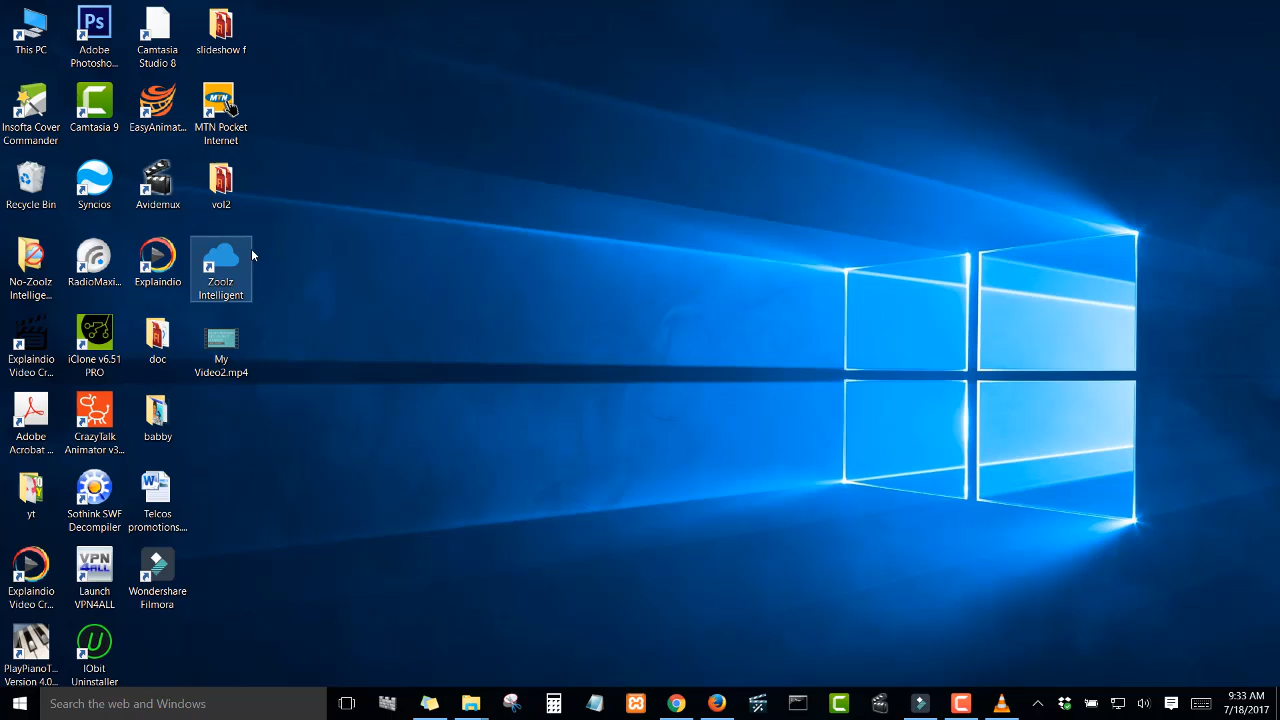 This PC
Adobe
Photosho...
Camtasia
Studio 8
slideshow f
Insofta Cover
Commander
Camtasia 9
EasyAnimat...
MTN
MTN Pocket
Internet
Recycle Bin
Syncios
Avidemux
vol2
No-Zoolz
Intellige...
RadioMaxi...
Explaindio
Zoolz
Intelligent
Explaindio
Video Cr...
iClone v6.51
PRO
doc
My
Video2.mp4
Adobe
Acrobat ...
CrazyTalk
Animator v3...
babby
yt
Sothink SWF
Decompiler
Telcos
promotions....
Explaindio
Video Cr...
VPN
4ALL
Launch
VPN4ALL
Wondershare
Filmora
PlayPianoT...
Version 4.0...
IObit
Uninstaller
Search the web and Windows
9:33 AM
7/18/2017
Ps